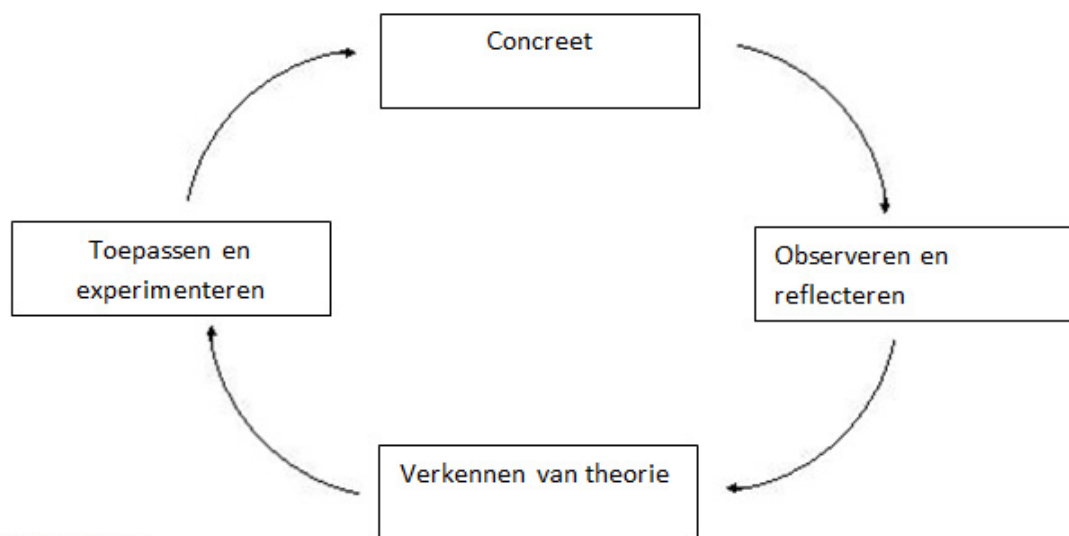 Concreet
Toepassen en
experimenteren
Observeren en
reflecteren
Verkennen van theorie